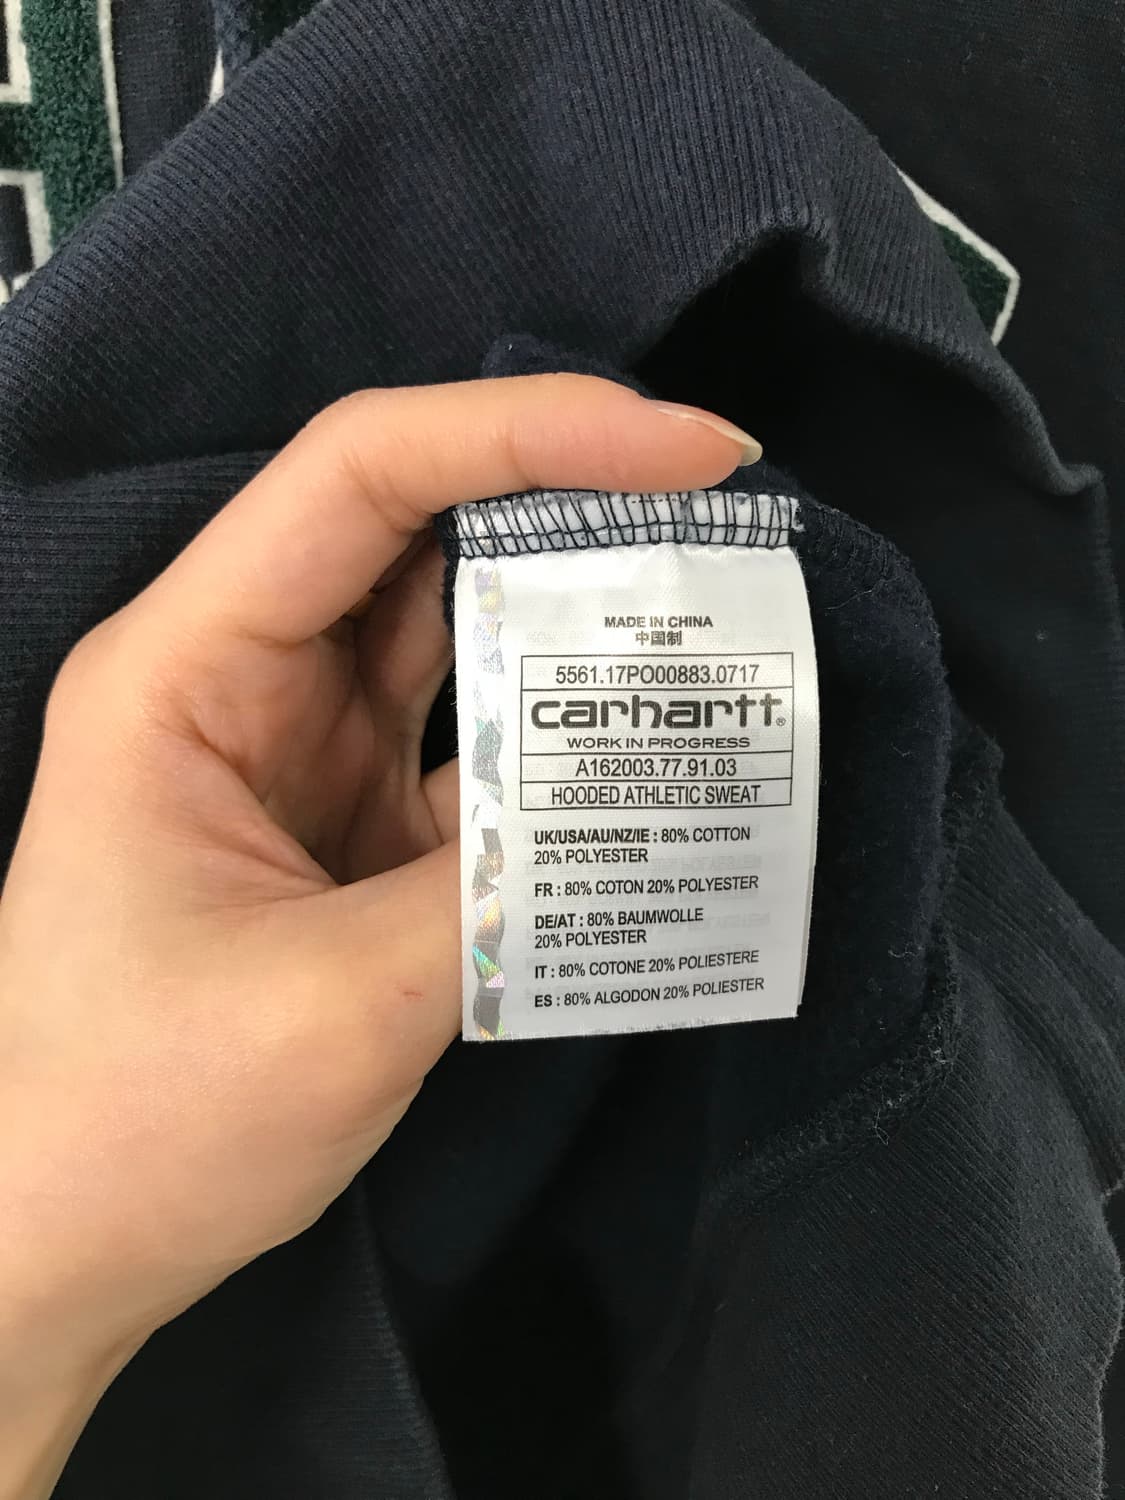 MADE IN CHINA
中国制
5561.17PO00883.0717
carhartt®
WORK IN PROGRESS
A162003.77.91.03
HOODED ATHLETIC SWEAT
UK/USA/AU/NZ/IE : 80% COTTON
20% POLYESTER
FR : 80% COTON 20% POLYESTER
DE/AT : 80% BAUMWOLLE
20% POLYESTER
IT : 80% COTONE 20% POLIESTERE
ES : 80% ALGODON 20% POLIESTER